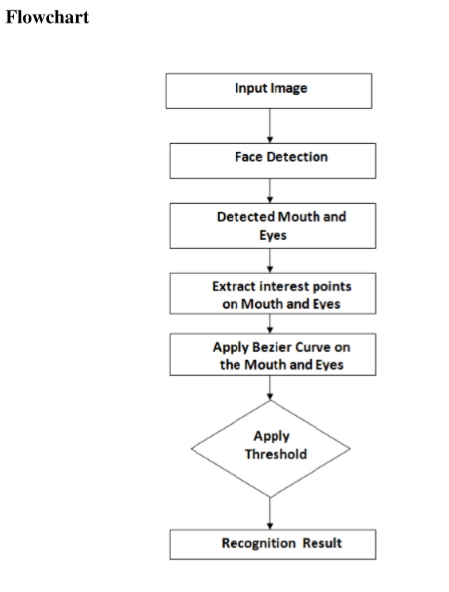 Flowchart
Input Image
Face Detection
Detected Mouth and
Eyes
Extract interest points
on Mouth and Eyes
Apply Bezier Curve on
the Mouth and Eyes
Apply
Threshold
Recognition Result